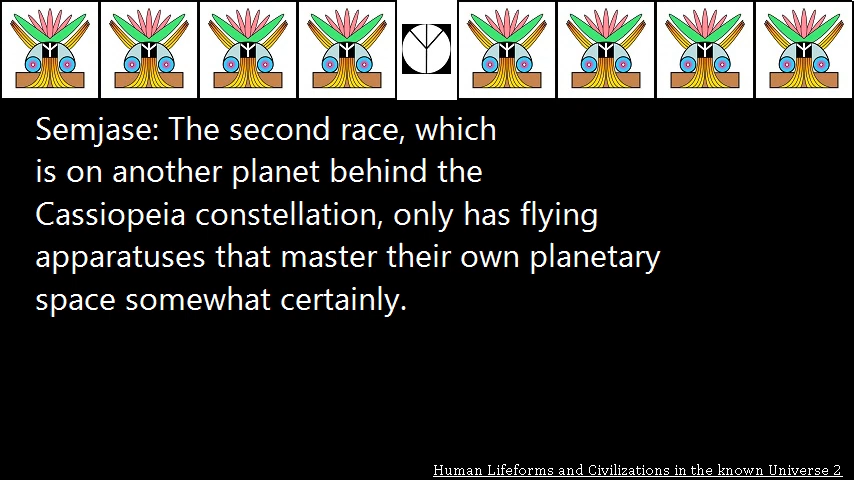 Semjase: The second race, which
is on another planet behind the
Cassiopeia constellation, only has flying
apparatuses that master their own planetary
space somewhat certainly.
Human Lifeforms and Civilizations in the known Universe 2